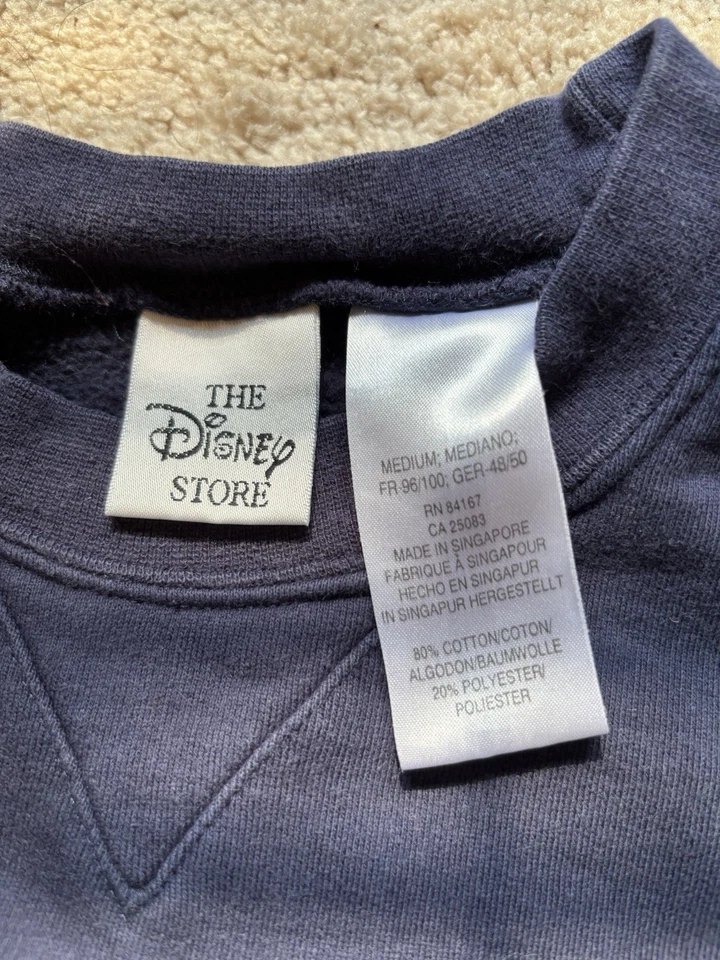 THE
DISNEY
STORE
MEDIUM; MEDIANO;
FR-96/100; GER-48/50
RN 84167
CA 25083
MADE IN SINGAPORE
FABRIQUE À SINGAPOUR
HECHO EN SINGAPUR
IN SINGAPUR HERGESTELLT
80% COTTON/COTON/
ALGODON/BAUMWOLLE
20% POLYESTER/
POLIESTER